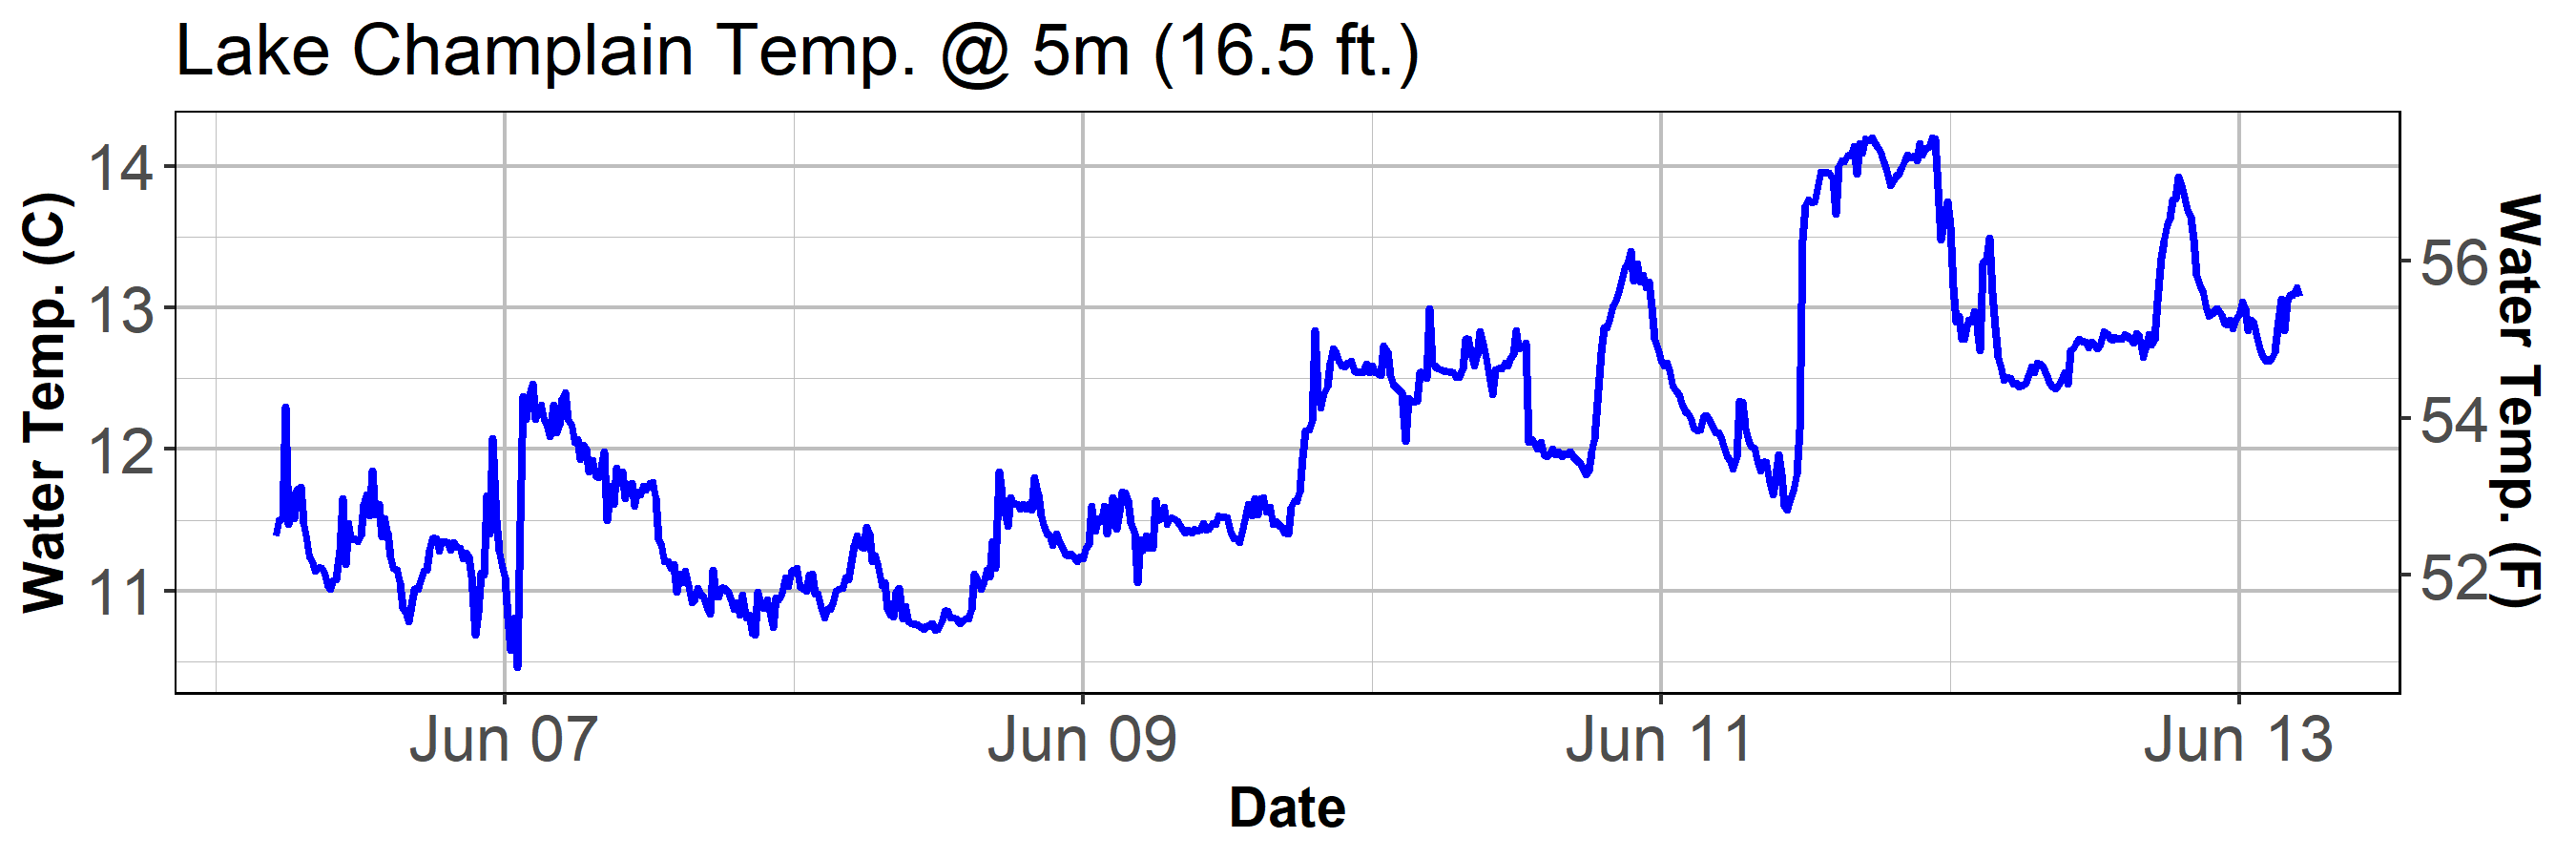 Lake Champlain Temp. @ 5m (16.5 ft.)
Water Temp. (C)
14
13
12
11
56
54
52
Water Temp. (F)
Jun 07
Jun 09
Jun 11
Jun 13
Date